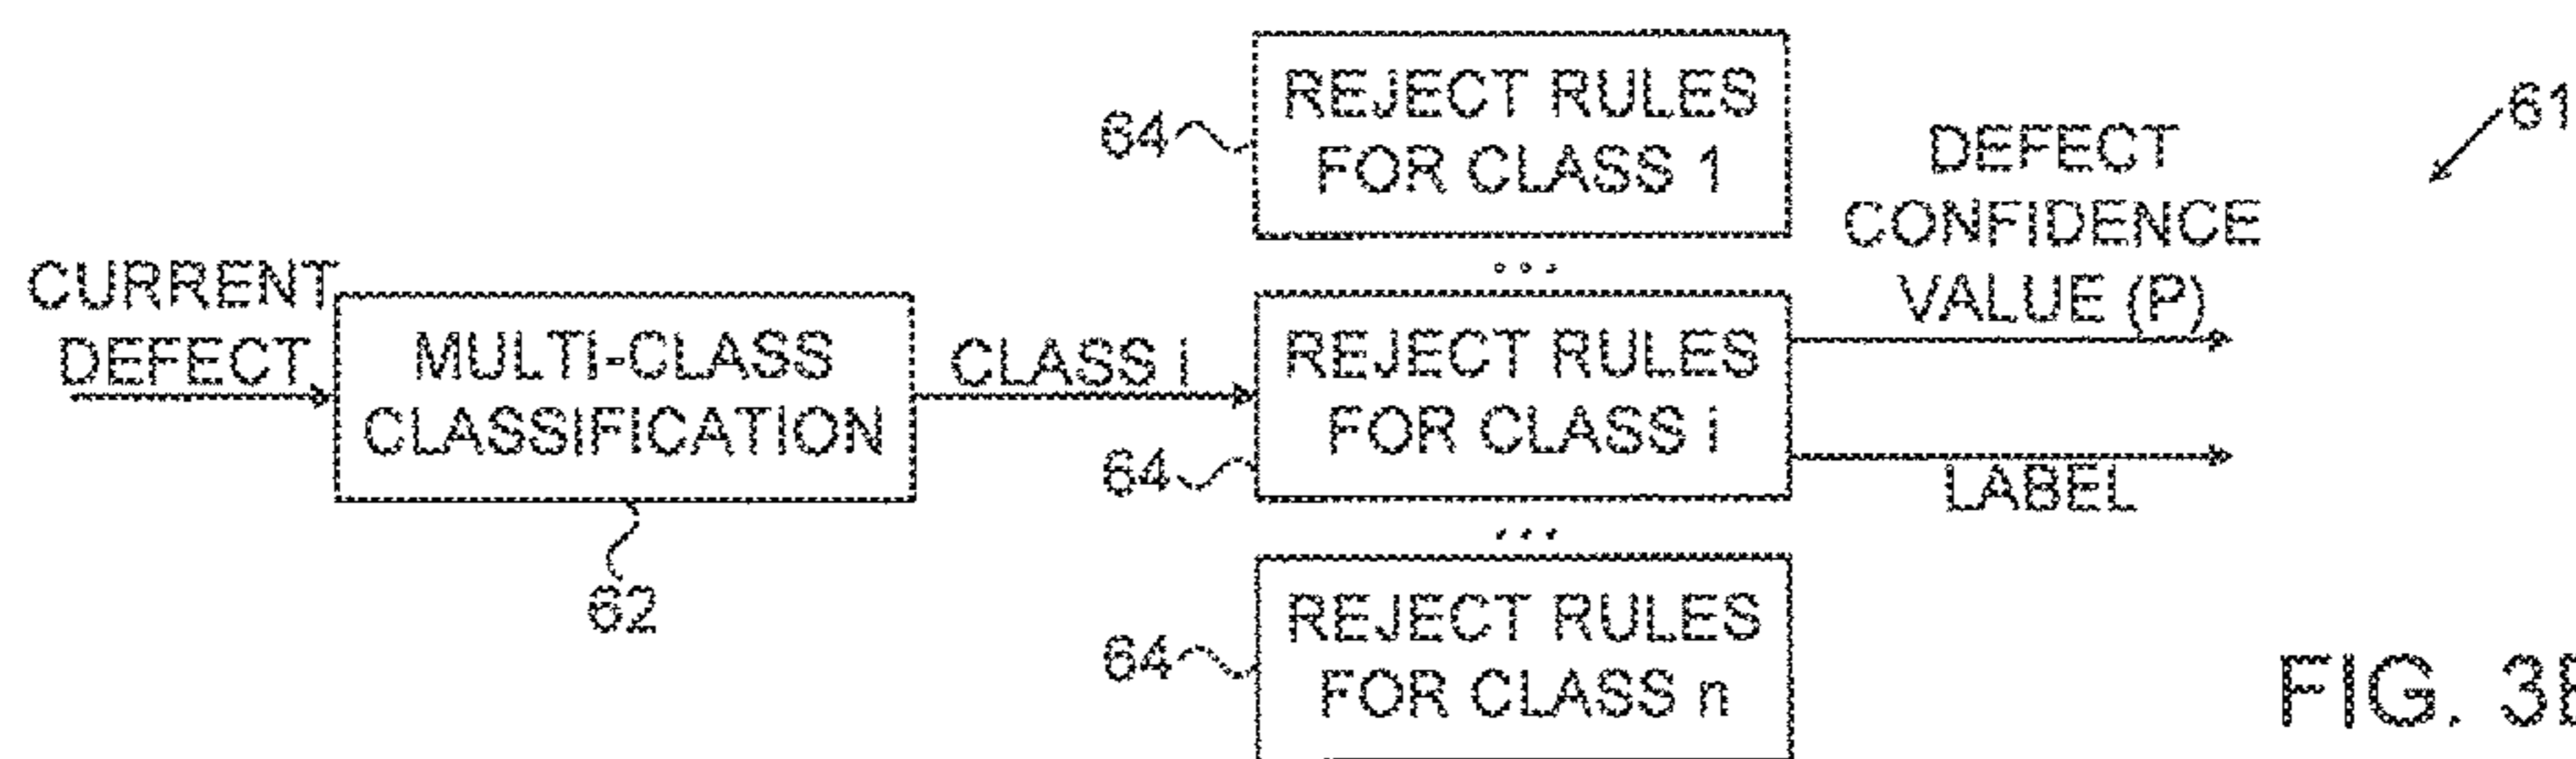 REJECT RULES
FOR CLASS 1
64
61
DEFECT
CONFIDENCE
VALUE (P)
CURRENT
DEFECT
MULTI-CLASS
CLASSIFICATION
CLASS i
REJECT RULES
FOR CLASS i
64
LABEL
62
REJECT RULES
FOR CLASS n
64
FIG. 3